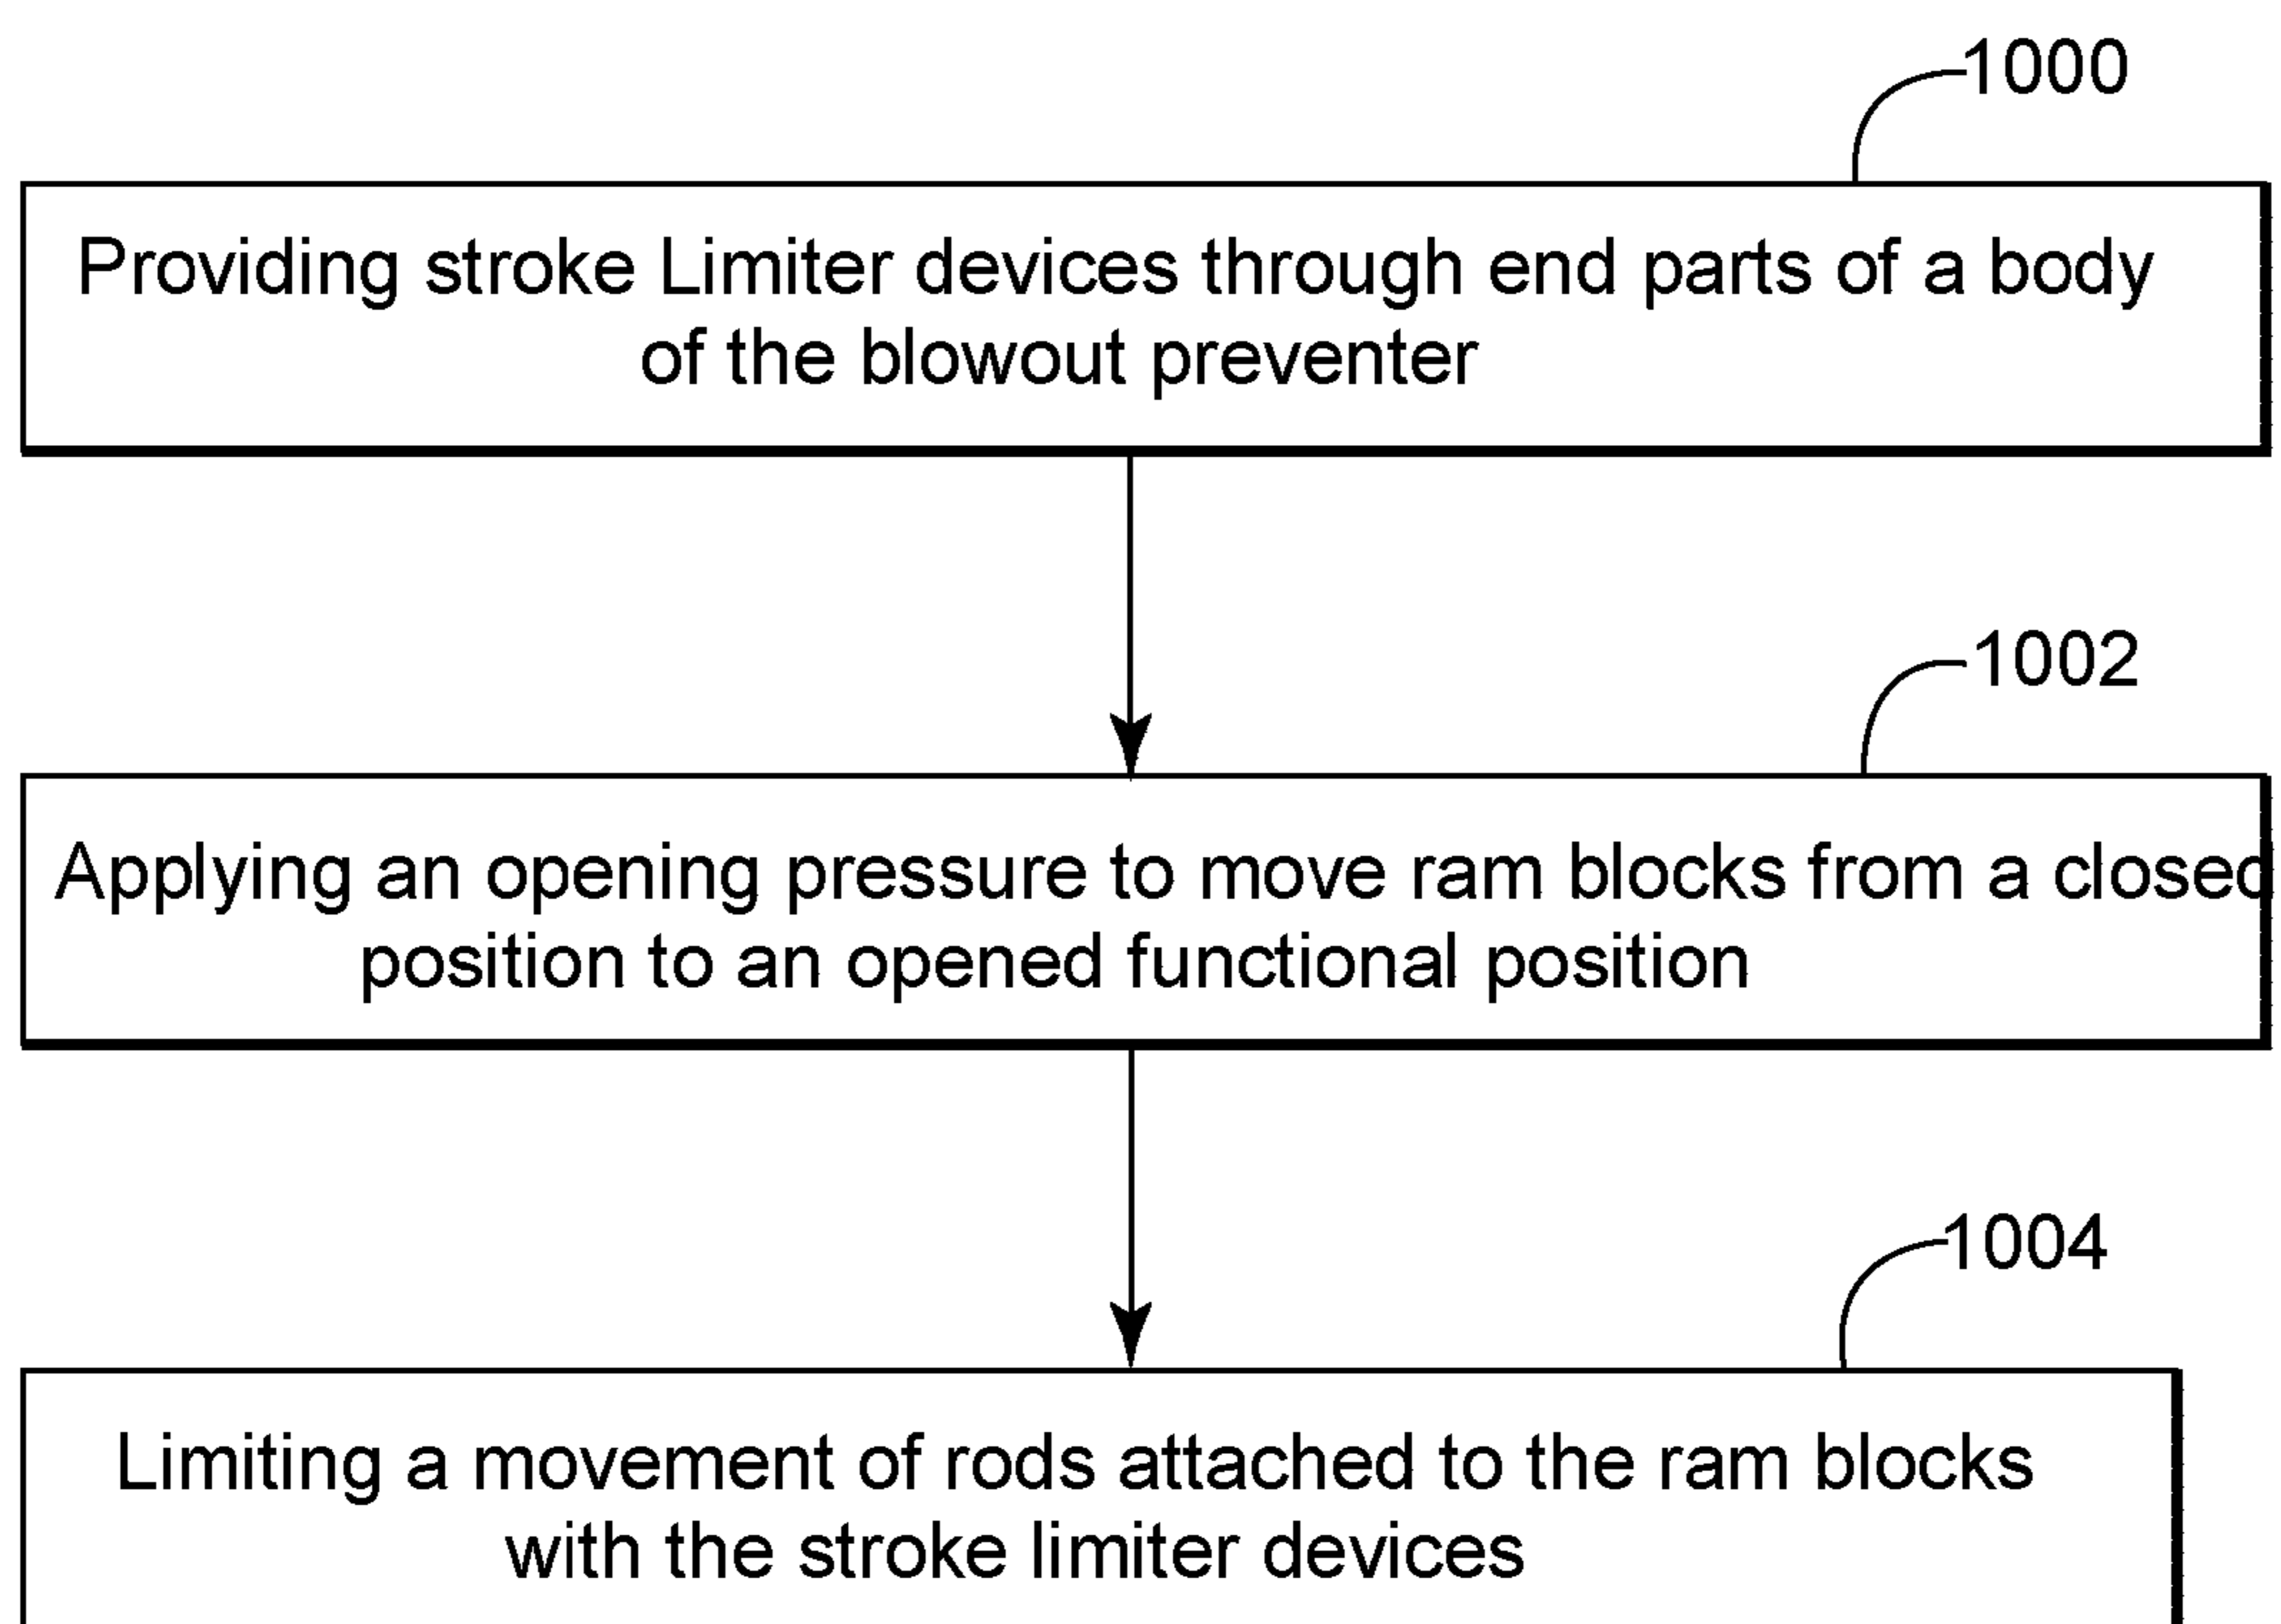 1000
Providing stroke Limiter devices through end parts of a body
of the blowout preventer
1002
Applying an opening pressure to move ram blocks from a closed
position to an opened functional position
1004
Limiting a movement of rods attached to the ram blocks
with the stroke limiter devices